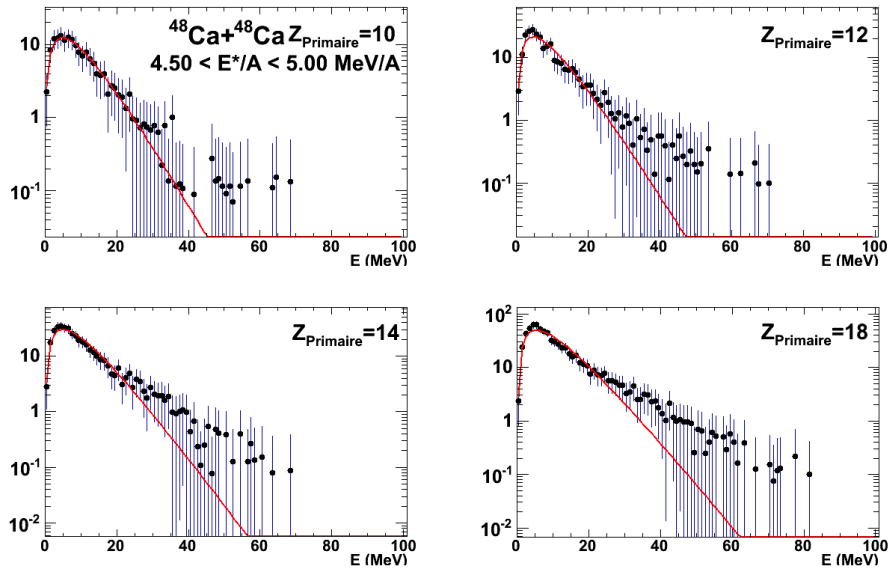 ⁴⁸Ca+⁴⁸Ca Z_Primaire=10
4.50 < E*/A < 5.00 MeV/A
10
1
10⁻¹
0 20 40 60 80 100
E (MeV)
Z_Primaire=12
10
1
10⁻¹
0 20 40 60 80 100
E (MeV)
Z_Primaire=14
10
1
10⁻¹
10⁻²
0 20 40 60 80 100
E (MeV)
Z_Primaire=18
10²
10
1
10⁻¹
10⁻²
0 20 40 60 80 100
E (MeV)